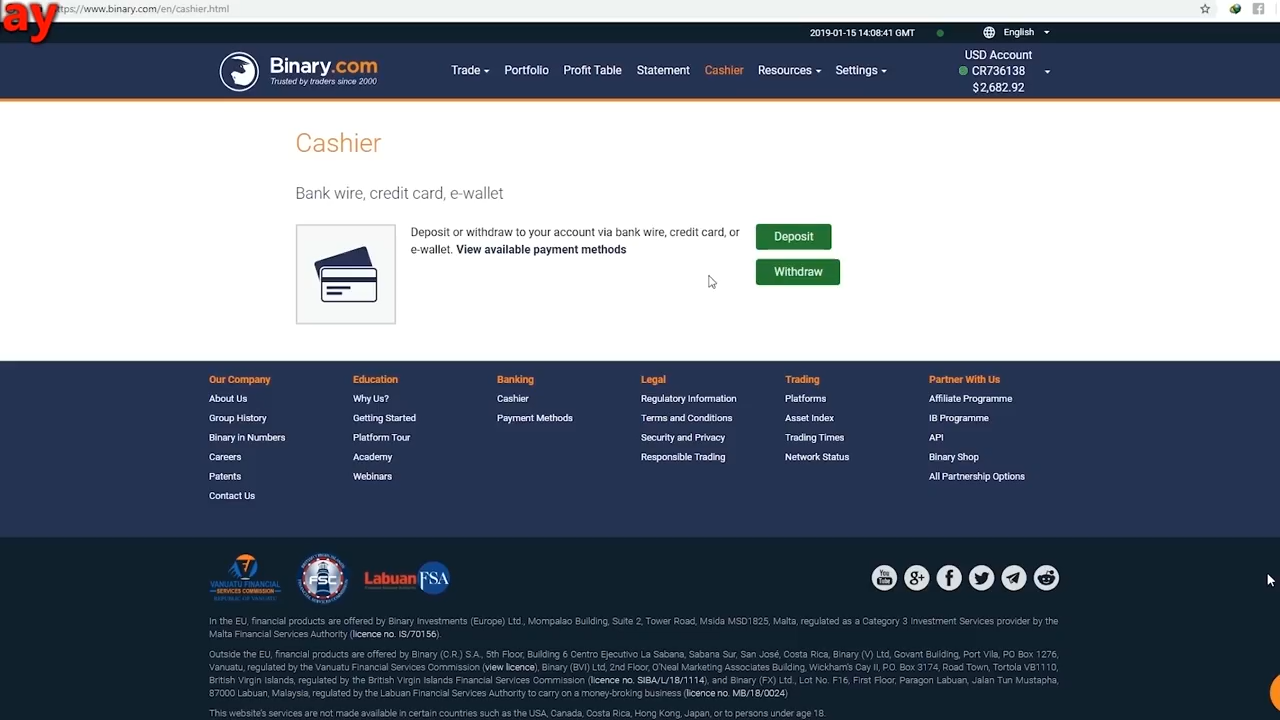 ay
ttps://www.binary.com/en/cashier.html
2019-01-15 14:08:41 GMT
English
Binary.com
Trusted by traders since 2000
Trade
Portfolio
Profit Table
Statement
Cashier
Resources
Settings
USD Account
CR736138
$2,682.92
Cashier
Bank wire, credit card, e-wallet
Deposit or withdraw to your account via bank wire, credit card, or
e-wallet. View available payment methods
Deposit
Withdraw
Our Company
About Us
Group History
Binary in Numbers
Careers
Patents
Contact Us
Education
Why Us?
Getting Started
Platform Tour
Academy
Webinars
Banking
Cashier
Payment Methods
Legal
Regulatory Information
Terms and Conditions
Security and Privacy
Responsible Trading
Trading
Platforms
Asset Index
Trading Times
Network Status
Partner With Us
Affiliate Programme
IB Programme
API
Binary Shop
All Partnership Options
VANUATU FINANCIAL
SERVICES COMMISSION
REPUBLIC OF VANUATU
FSC
Labuan FSA
You
Tube
In the EU, financial products are offered by Binary Investments (Europe) Ltd., Mompalao Building, Suite 2, Tower Road, Msida MSD1825, Malta, regulated as a Category 3 Investment Services provider by the
Malta Financial Services Authority (licence no. IS/70156).
Outside the EU, financial products are offered by Binary (C.R.) S.A., 5th Floor, Building 6 Centro Ejecutivo La Sabana, Sabana Sur, San José, Costa Rica, Binary (V) Ltd, Govant Building, Port Vila, PO Box 1276,
Vanuatu, regulated by the Vanuatu Financial Services Commission (view licence), Binary (BVI) Ltd, 2nd Floor, O'Neal Marketing Associates Building, Wickham's Cay II, P.O. Box 3174, Road Town, Tortola VB1110,
British Virgin Islands, regulated by the British Virgin Islands Financial Services Commission (licence no. SIBA/L/18/1114), and Binary (FX) Ltd., Lot No. F16, First Floor, Paragon Labuan, Jalan Tun Mustapha,
87000 Labuan, Malaysia, regulated by the Labuan Financial Services Authority to carry on a money-broking business (licence no. MB/18/0024)
This website's services are not made available in certain countries such as the USA, Canada, Costa Rica, Hong Kong, Japan, or to persons under age 18.